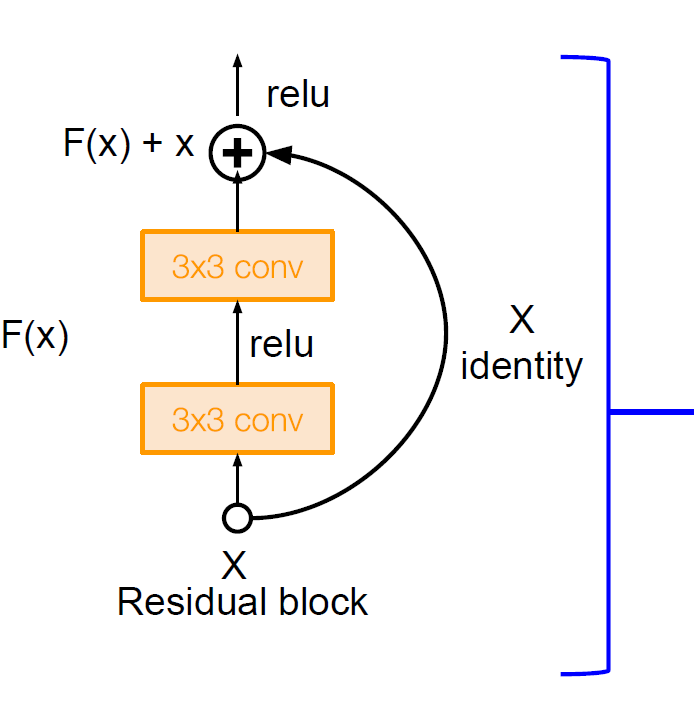 relu
F(x) + x
3x3 conv
F(x)
relu
X
identity
3x3 conv
X
Residual block